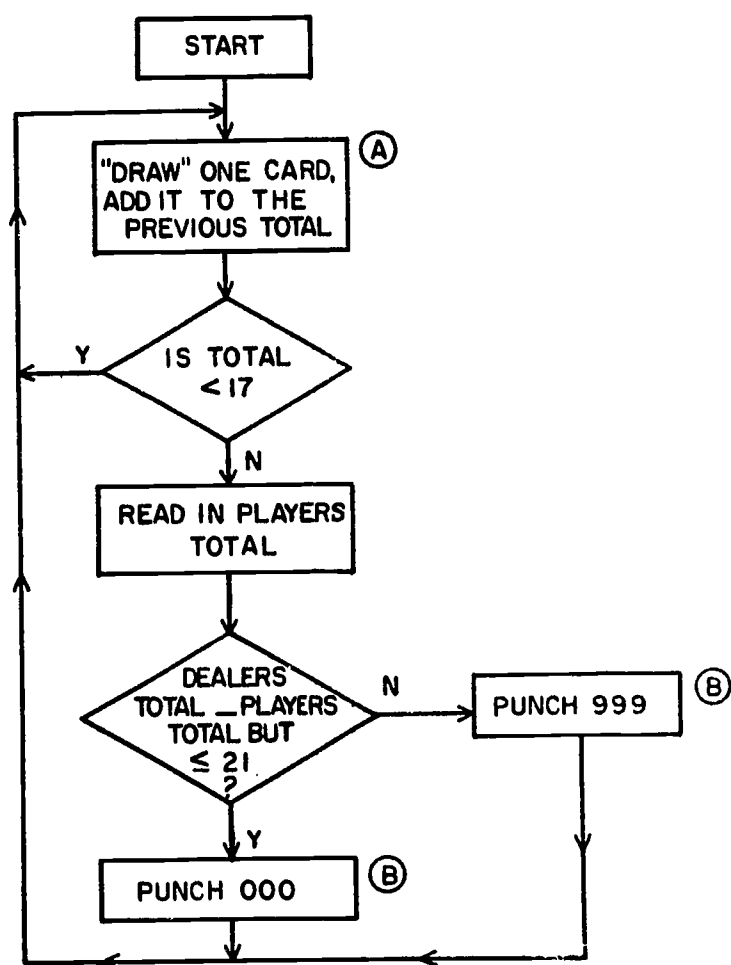 START
A
"DRAW" ONE CARD,
ADD IT TO THE
PREVIOUS TOTAL
Y
IS TOTAL
< 17
N
READ IN PLAYERS
TOTAL
DEALERS
TOTAL _ PLAYERS
TOTAL BUT
≤ 21
?
N
B
PUNCH 999
Y
PUNCH 000
B